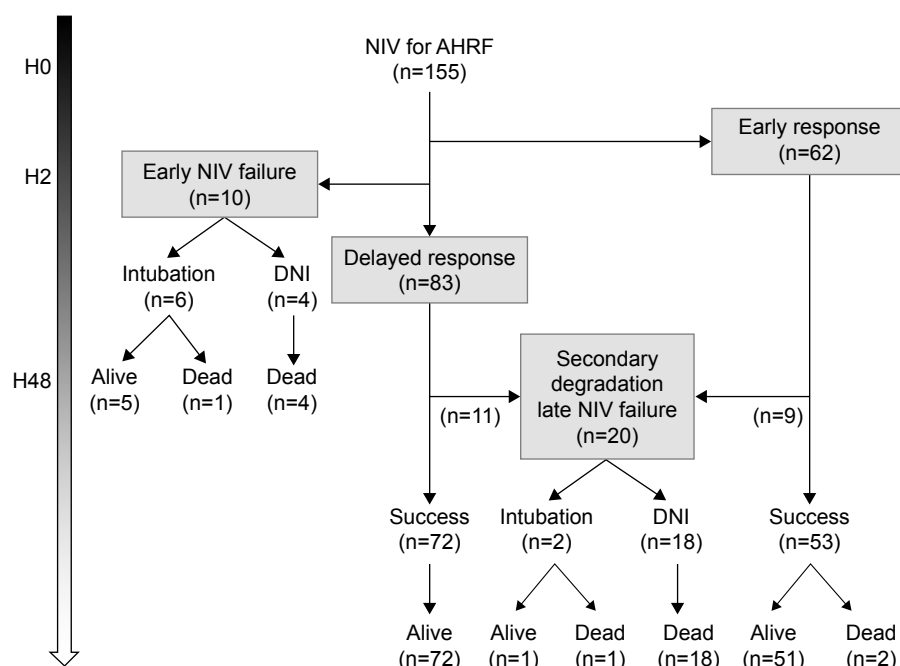 H0
NIV for AHRF
(n=155)
Early response
(n=62)
H2
Early NIV failure
(n=10)
Delayed response
(n=83)
Intubation
(n=6)
DNI
(n=4)
H48
Alive
(n=5)
Dead
(n=1)
Dead
(n=4)
Secondary
degradation
late NIV failure
(n=20)
(n=11)
(n=9)
Success
(n=72)
Intubation
(n=2)
DNI
(n=18)
Success
(n=53)
Alive
(n=72)
Alive
(n=1)
Dead
(n=1)
Dead
(n=18)
Alive
(n=51)
Dead
(n=2)